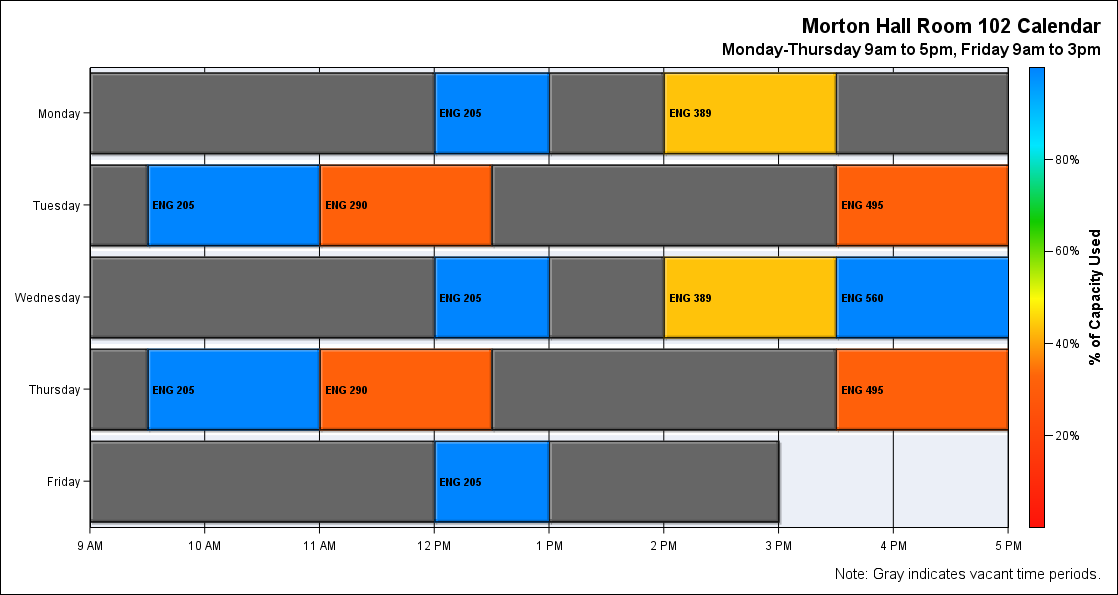 Morton Hall Room 102 Calendar
Monday-Thursday 9am to 5pm, Friday 9am to 3pm
Monday
ENG 205
ENG 389
Tuesday
ENG 205
ENG 290
ENG 495
Wednesday
ENG 205
ENG 389
ENG 560
Thursday
ENG 205
ENG 290
ENG 495
Friday
ENG 205
9 AM
10 AM
11 AM
12 PM
1 PM
2 PM
3 PM
4 PM
5 PM
80%
60%
40%
20%
% of Capacity Used
Note: Gray indicates vacant time periods.